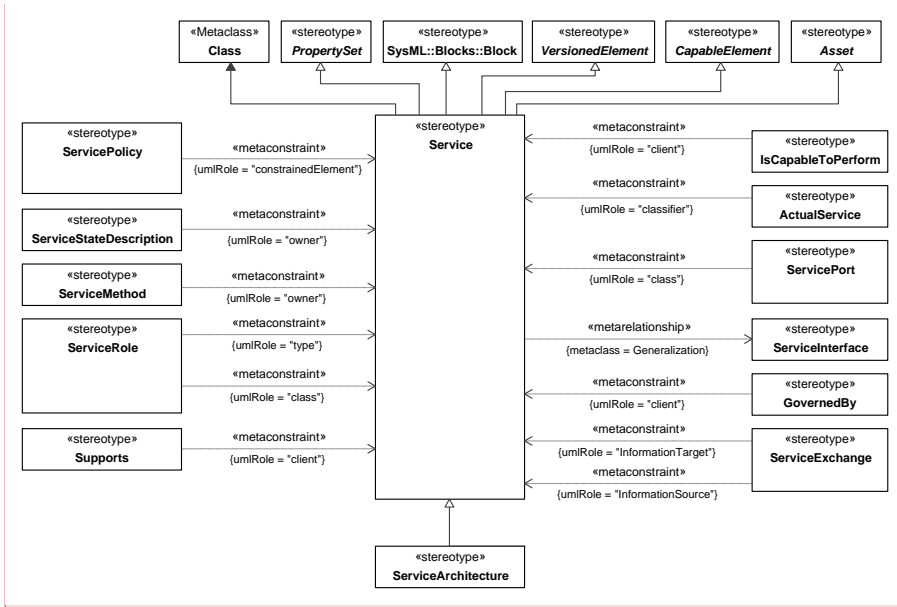 «Metaclass»
Class
«stereotype»
PropertySet
«stereotype»
SysML::Blocks::Block
«stereotype»
VersionedElement
«stereotype»
CapableElement
«stereotype»
Asset
«stereotype»
Service
«stereotype»
ServicePolicy
«metaconstraint»
{umlRole = "constrainedElement"}
«stereotype»
ServiceStateDescription
«metaconstraint»
{umlRole = "owner"}
«stereotype»
ServiceMethod
«metaconstraint»
{umlRole = "owner"}
«stereotype»
ServiceRole
«metaconstraint»
{umlRole = "type"}
«metaconstraint»
{umlRole = "class"}
«stereotype»
Supports
«metaconstraint»
{umlRole = "client"}
«metaconstraint»
{umlRole = "client"}
«stereotype»
IsCapableToPerform
«metaconstraint»
{umlRole = "classifier"}
«stereotype»
ActualService
«metaconstraint»
{umlRole = "class"}
«stereotype»
ServicePort
«metarelationship»
{metaclass = Generalization}
«stereotype»
ServiceInterface
«metaconstraint»
{umlRole = "client"}
«stereotype»
GovernedBy
«metaconstraint»
{umlRole = "InformationTarget"}
«stereotype»
ServiceExchange
«metaconstraint»
{umlRole = "InformationSource"}
«stereotype»
ServiceArchitecture